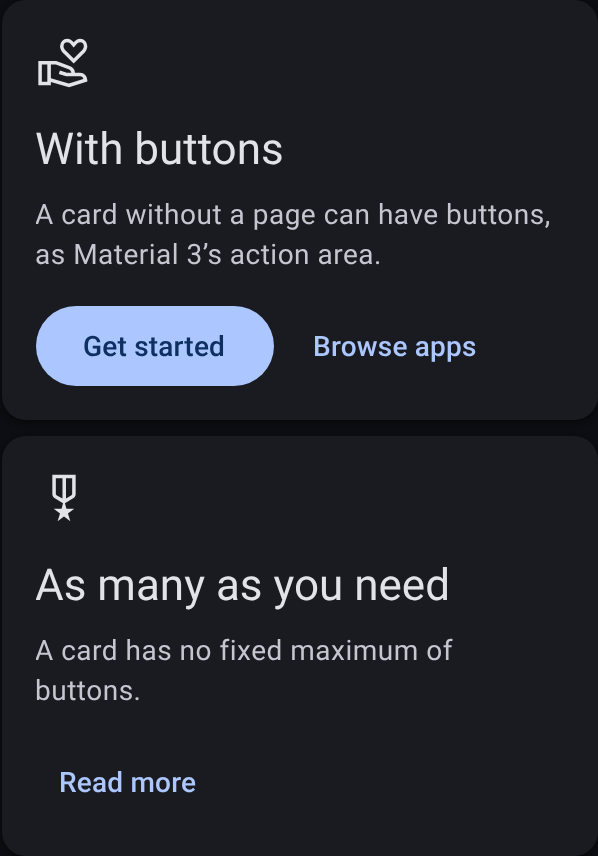 With buttons
A card without a page can have buttons,
as Material 3’s action area.
Get started
Browse apps
As many as you need
A card has no fixed maximum of
buttons.
Read more